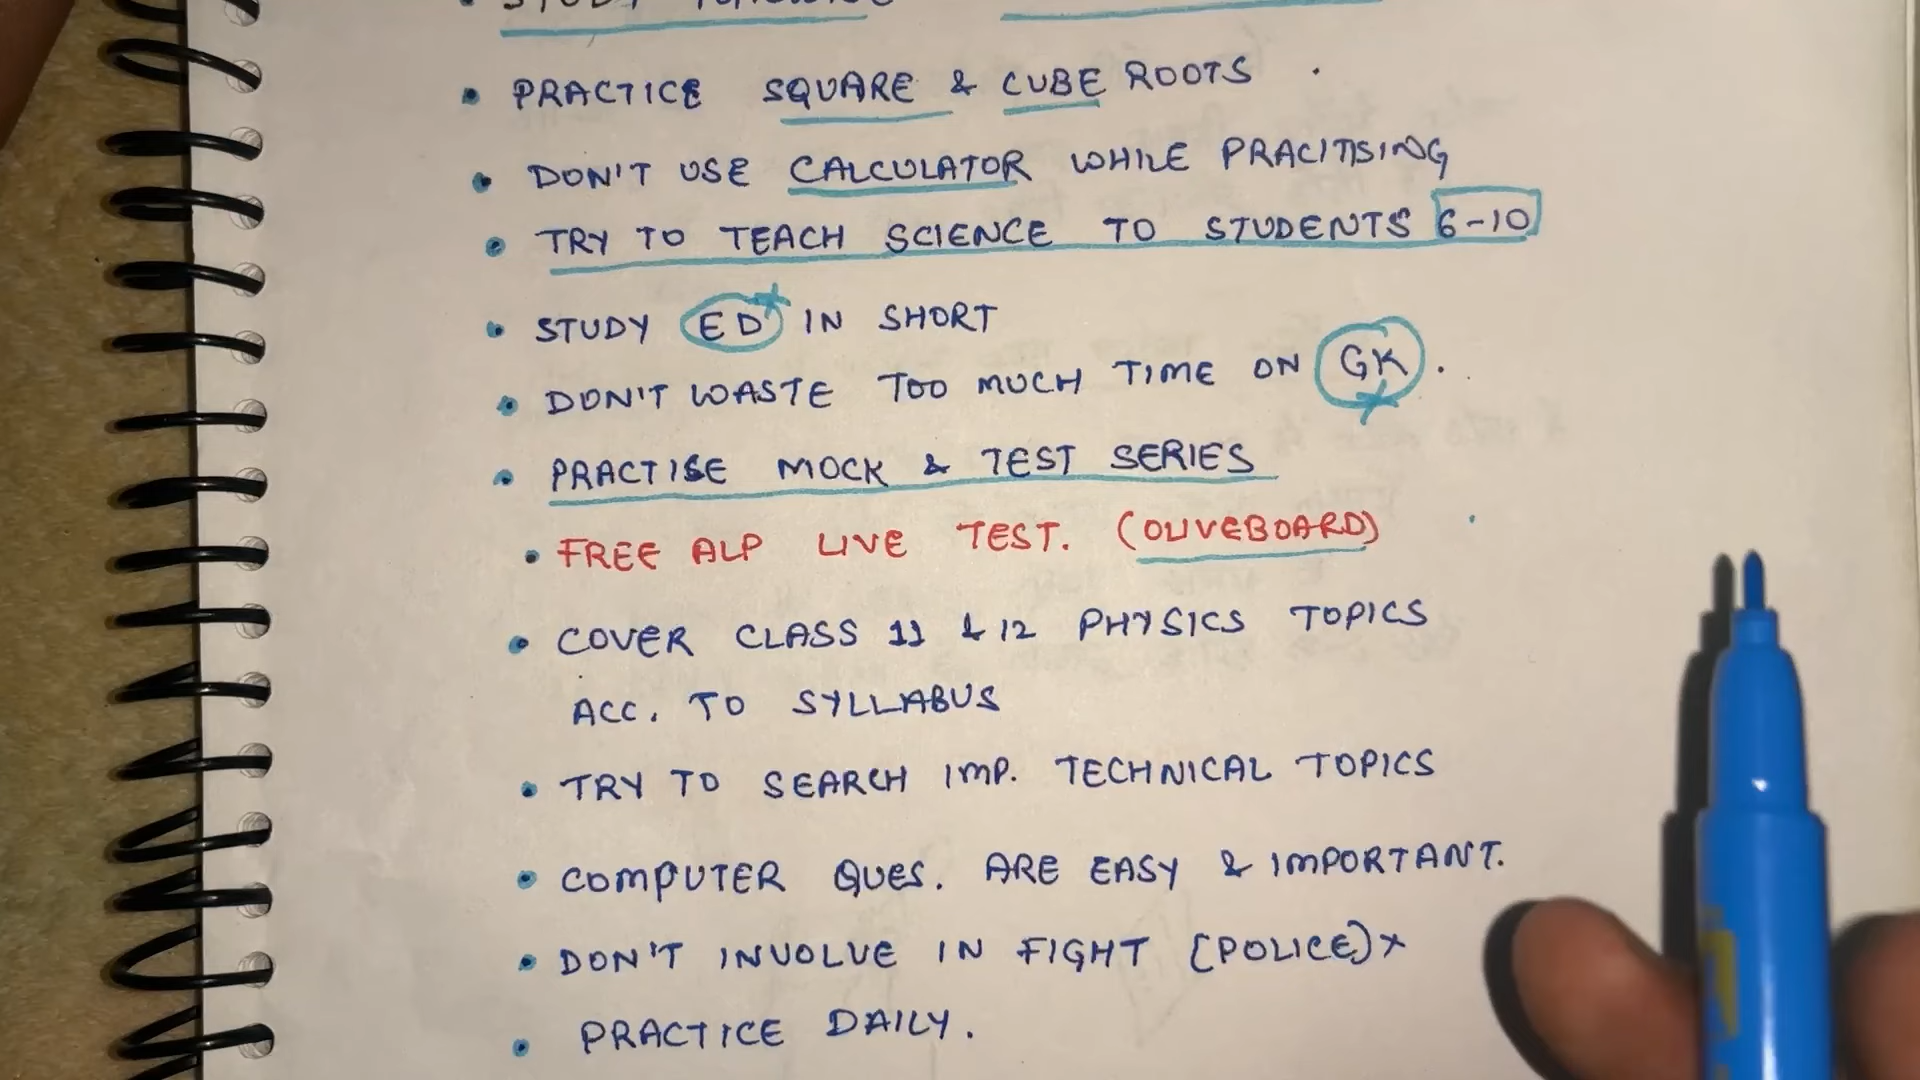 • STUDY
• PRACTICE SQUARE & CUBE ROOTS .
• DON'T USE CALCULATOR WHILE PRACITISING
• TRY TO TEACH SCIENCE TO STUDENTS 6-10
• STUDY ED IN SHORT
• DON'T WASTE TOO MUCH TIME ON GK .
• PRACTISE MOCK & TEST SERIES
• FREE ALP LIVE TEST. (OLIVEBOARD)
• COVER CLASS 11 & 12 PHYSICS TOPICS
ACC. TO SYLLABUS
• TRY TO SEARCH IMP. TECHNICAL TOPICS
• COMPUTER QUES. ARE EASY & IMPORTANT.
• DON'T INVOLVE IN FIGHT [POLICE)X
• PRACTICE DAILY.